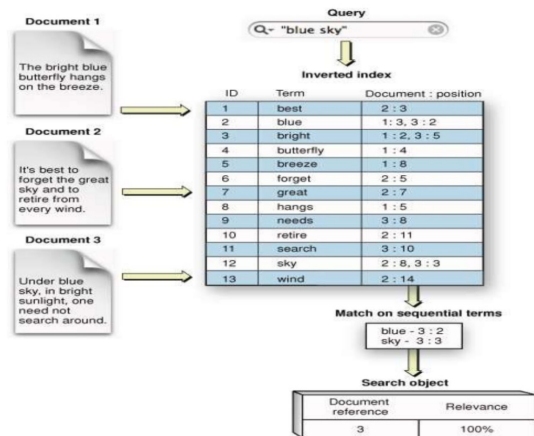 Document 1
The bright blue
butterfly hangs
on the breeze.
Document 2
It's best to
forget the great
sky and to
retire from
every wind.
Document 3
Under blue
sky, in bright
sunlight, one
need not
search around.
Query
"blue sky"
Inverted index
ID Term Document : position
1 best 2 : 3
2 blue 1: 3, 3 : 2
3 bright 1 : 2, 3 : 5
4 butterfly 1 : 4
5 breeze 1 : 8
6 forget 2 : 5
7 great 2 : 7
8 hangs 1 : 5
9 needs 3 : 8
10 retire 2 : 11
11 search 3 : 10
12 sky 2 : 8, 3 : 3
13 wind 2 : 14
Match on sequential terms
blue - 3 : 2
sky - 3 : 3
Search object
Document reference Relevance
3 100%